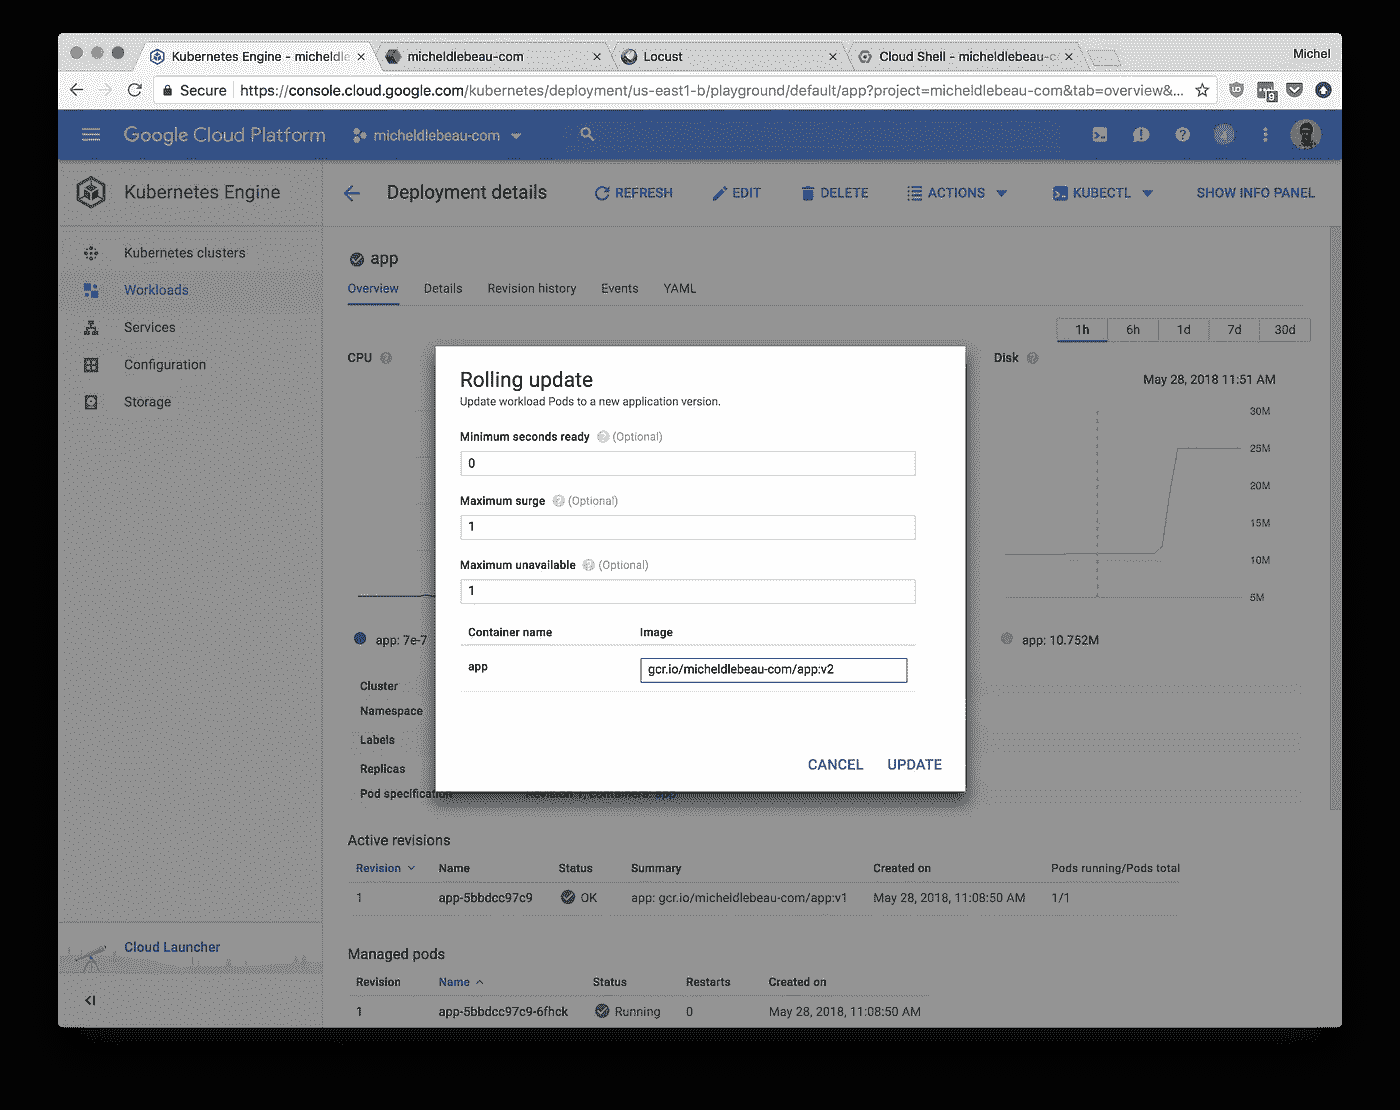 Kubernetes Engine - micheldle
micheldlebeau-com
Locust
Cloud Shell - micheldlebeau-c
Michel
Secure https://console.cloud.google.com/kubernetes/deployment/us-east1-b/playground/default/app?project=micheldlebeau-com&tab=overview&...
9
Google Cloud Platform
micheldlebeau-com
4
Kubernetes Engine
Deployment details
REFRESH
EDIT
DELETE
ACTIONS
KUBECTL
SHOW INFO PANEL
Kubernetes clusters
Workloads
Services
Configuration
Storage
app
Overview Details Revision history Events YAML
1h 6h 1d 7d 30d
CPU
Disk
May 28, 2018 11:51 AM
30M
25M
20M
15M
10M
5M
app: 7e-7
app: 10.752M
Rolling update
Update workload Pods to a new application version.
Minimum seconds ready (Optional)
0
Maximum surge (Optional)
1
Maximum unavailable (Optional)
1
Container name Image
app gcr.io/micheldlebeau-com/app:v2
CANCEL UPDATE
Cluster
Namespace
Labels
Replicas
Pod specification Revision 1, containers: app
Active revisions
Revision Name Status Summary Created on Pods running/Pods total
1 app-5bbdcc97c9 OK app: gcr.io/micheldlebeau-com/app:v1 May 28, 2018, 11:08:50 AM 1/1
Managed pods
Revision Name Status Restarts Created on
1 app-5bbdcc97c9-6fhck Running 0 May 28, 2018, 11:08:50 AM
Cloud Launcher